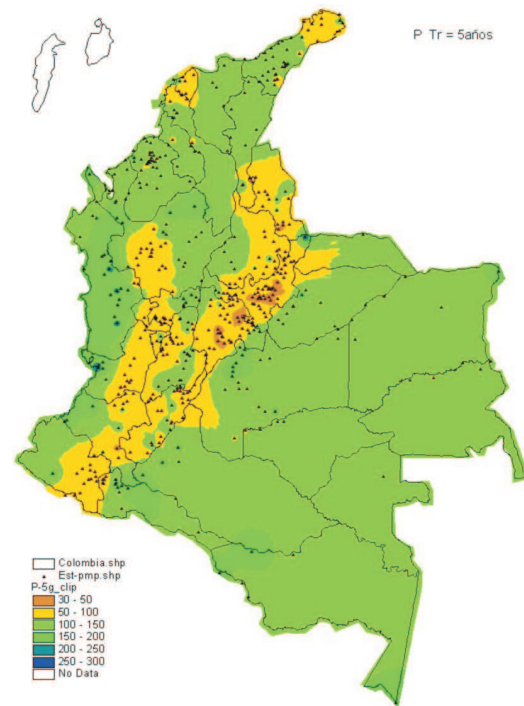 P Tr = 5años
Colombia.shp
Est-pmp.shp
P-5g_clip
30 - 50
50 - 100
100 - 150
150 - 200
200 - 250
250 - 300
No Data